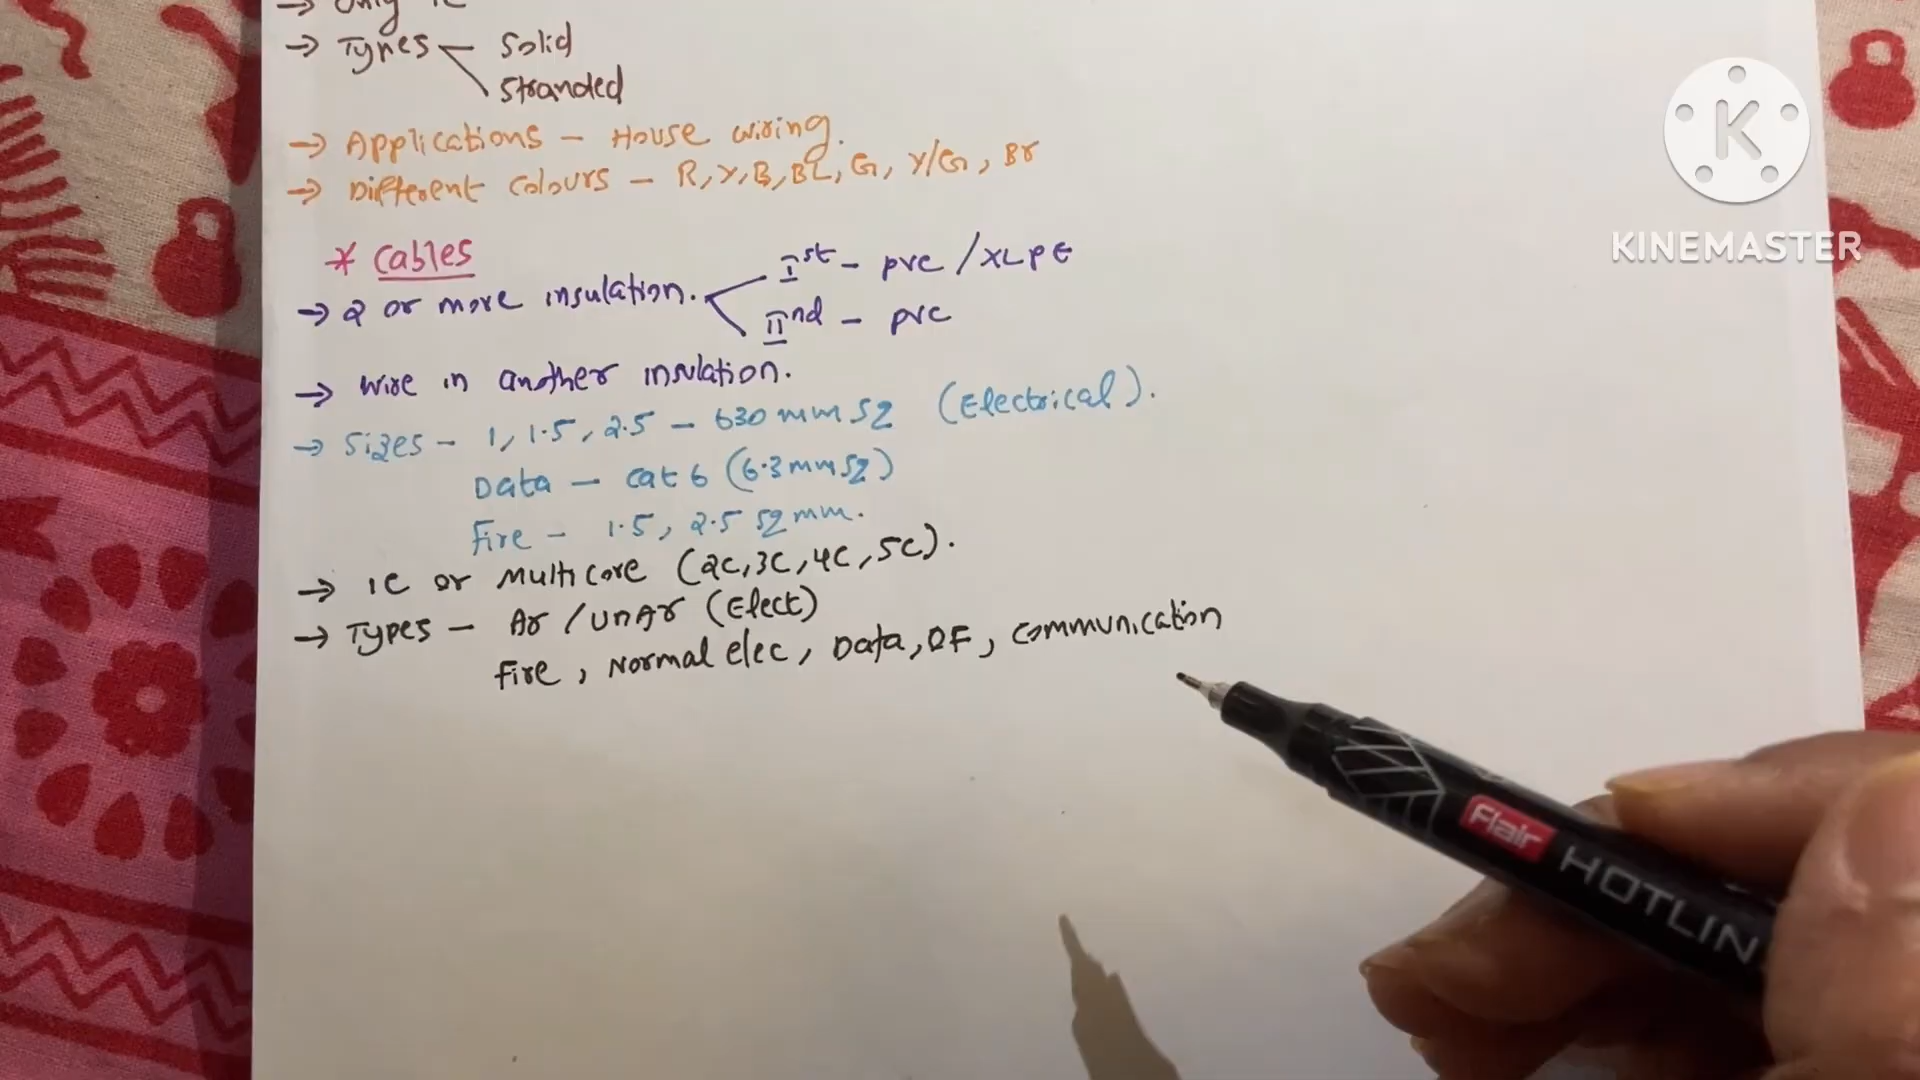 → Only 1C
→ Types - Solid
Stranded
→ Applications - House wiring.
→ Different Colours - R, Y, B, BL, G, Y/G, Br
* Cables
→ 2 or more insulation. Ist - pvc / XLPE
IInd - pvc
→ wire in another insulation.
→ Sizes - 1, 1.5, 2.5 - 630 mm sq (Electrical).
Data - cat 6 (6.3 mm sq)
Fire - 1.5, 2.5 sq mm.
→ 1C or Multicore (2C, 3C, 4C, 5C).
→ Types - Ar / UnAr (Elect)
Fire, Normal elec, Data, OF, Communication
KINEMASTER
Flair
HOTLIN